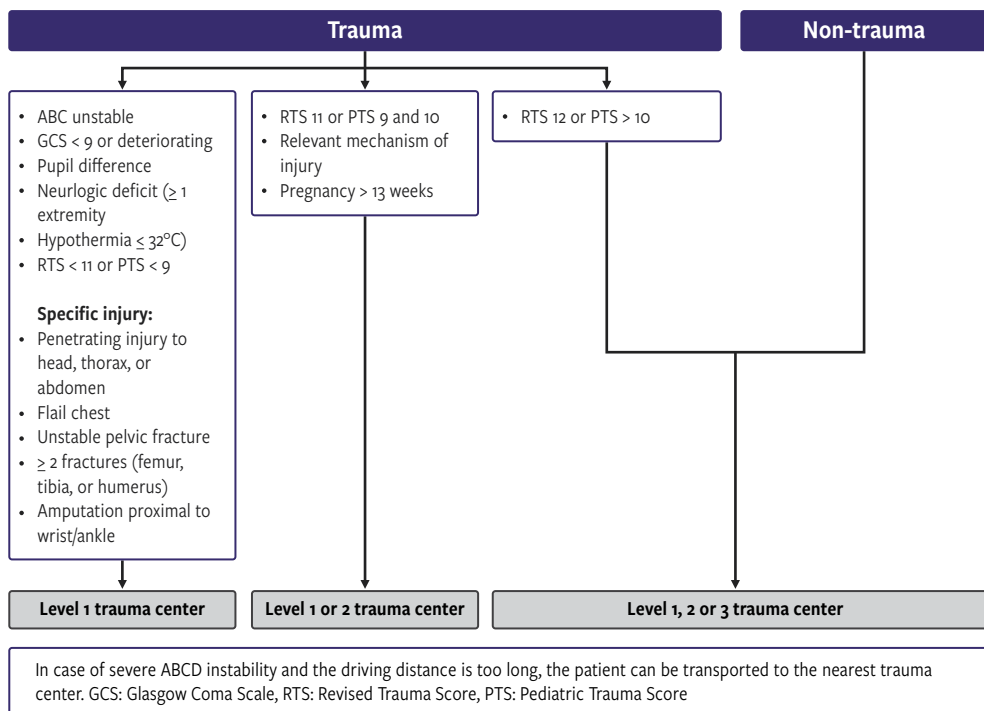 Trauma
Non-trauma
• ABC unstable
• GCS < 9 or deteriorating
• Pupil difference
• Neurlogic deficit (≥ 1
extremity
• Hypothermia ≤ 32°C)
• RTS < 11 or PTS < 9
Specific injury:
• Penetrating injury to
head, thorax, or
abdomen
• Flail chest
• Unstable pelvic fracture
• ≥ 2 fractures (femur,
tibia, or humerus)
• Amputation proximal to
wrist/ankle
• RTS 11 or PTS 9 and 10
• Relevant mechanism of
injury
• Pregnancy > 13 weeks
• RTS 12 or PTS > 10
Level 1 trauma center
Level 1 or 2 trauma center
Level 1, 2 or 3 trauma center
In case of severe ABCD instability and the driving distance is too long, the patient can be transported to the nearest trauma
center. GCS: Glasgow Coma Scale, RTS: Revised Trauma Score, PTS: Pediatric Trauma Score